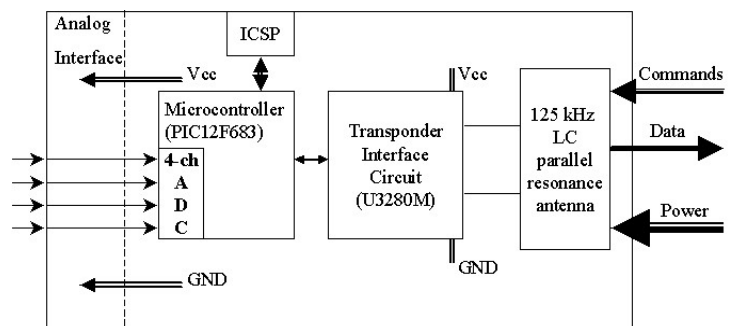 Analog
Interface
ICSP
Vcc
Vcc
Commands
Microcontroller
(PIC12F683)
4-ch
A
D
C
Transponder
Interface
Circuit
(U3280M)
125 kHz
LC
parallel
resonance
antenna
Data
Power
GND
GND